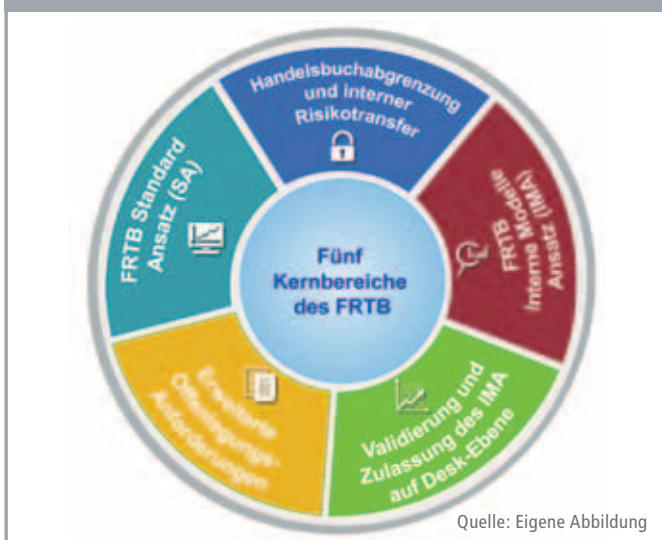 Handelsbuchabgrenzung
und interner
Risikotransfer
FRTB
Interne Modelle
Ansatz (IMA)
Validierung und
Zulassung des IMA
auf Desk-Ebene
Erweiterte
Offenlegungs-
Anforderungen
FRTB Standard
Ansatz (SA)
Fünf
Kernbereiche
des FRTB
Quelle: Eigene Abbildung